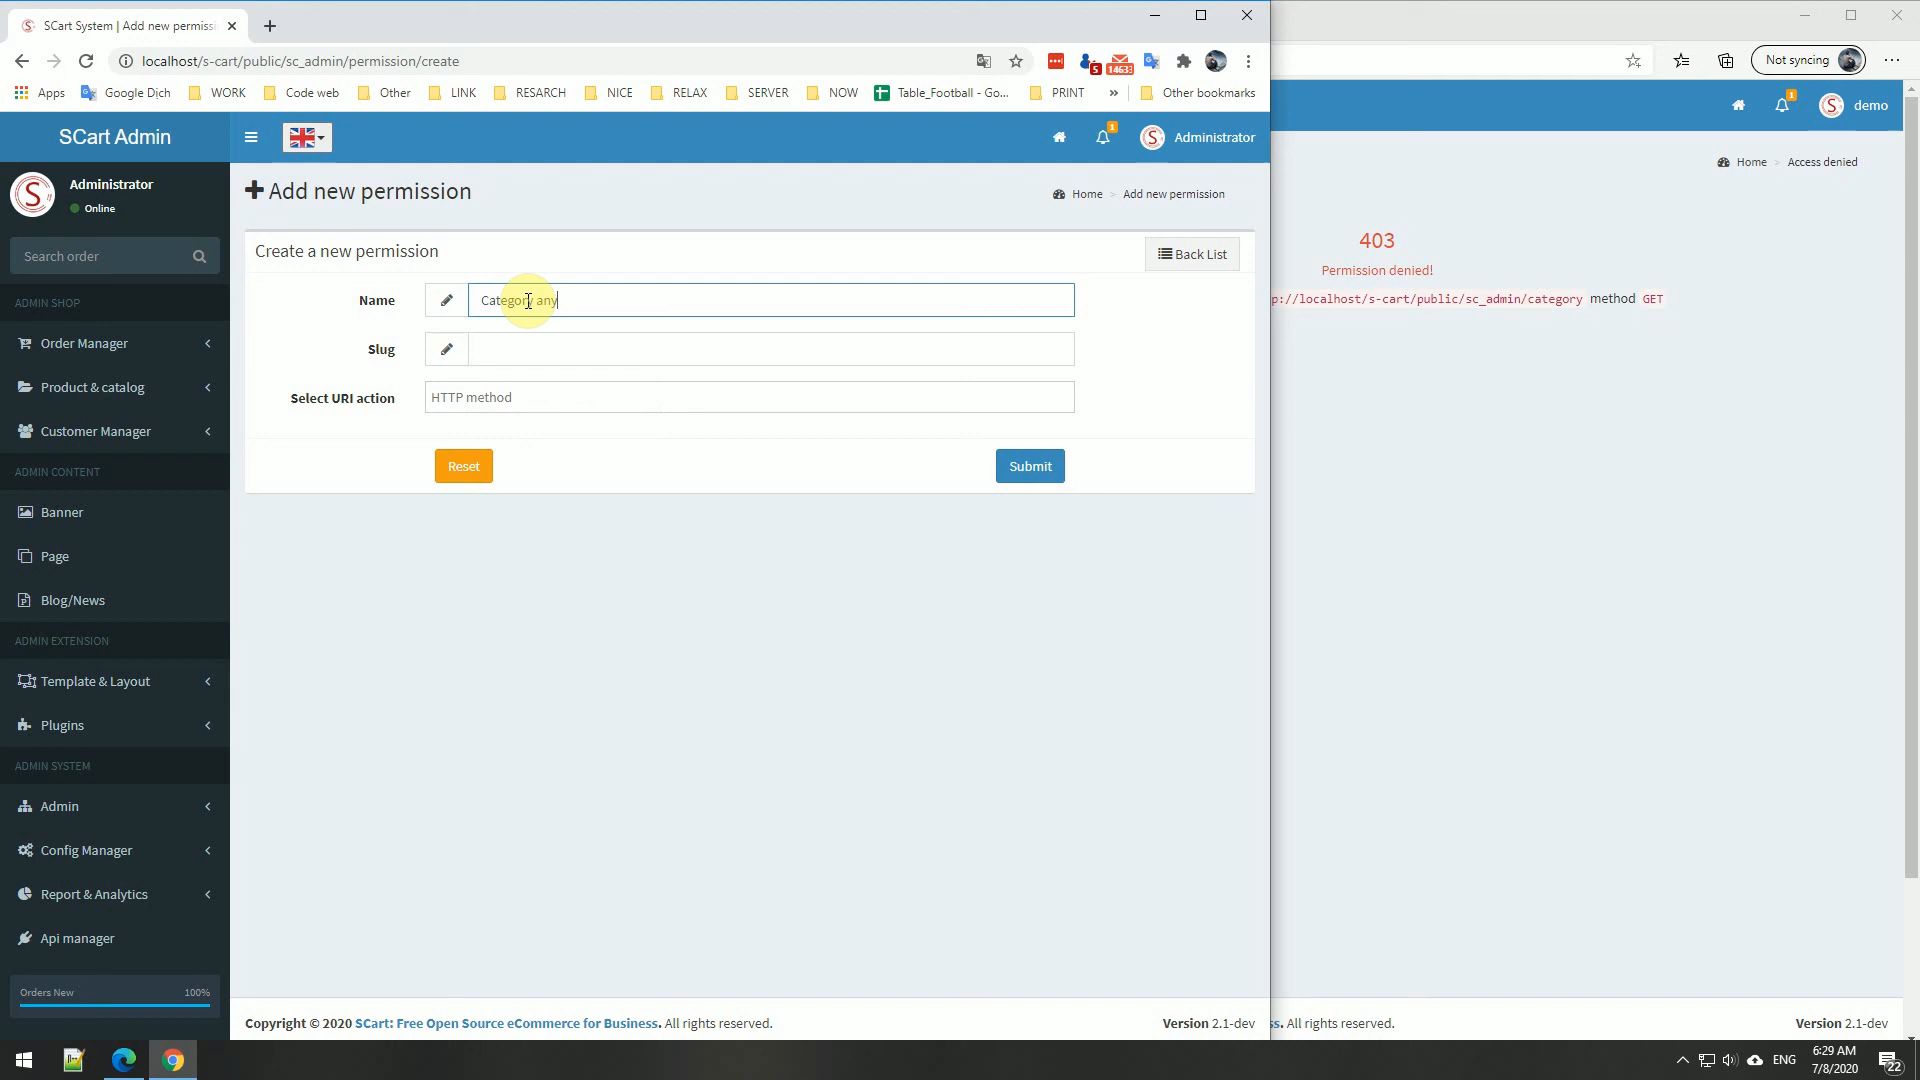 SCart System | Add new permissi
localhost/s-cart/public/sc_admin/permission/create
5
14633
Not syncing
Apps
Google Dịch
WORK
Code web
Other
LINK
RESARCH
NICE
RELAX
SERVER
NOW
Table_Football - Go...
PRINT
»
Other bookmarks
SCart Admin
1
Administrator
1
demo
Administrator
Online
Add new permission
Home > Add new permission
Home > Access denied
Search order
Create a new permission
Back List
403
Permission denied!
p://localhost/s-cart/public/sc_admin/category method GET
Name
Category any
Slug
Select URI action
HTTP method
Reset
Submit
ADMIN SHOP
Order Manager
Product & catalog
Customer Manager
ADMIN CONTENT
Banner
Page
Blog/News
ADMIN EXTENSION
Template & Layout
Plugins
ADMIN SYSTEM
Admin
Config Manager
Report & Analytics
Api manager
Orders New 100%
Copyright © 2020 SCart: Free Open Source eCommerce for Business. All rights reserved.
Version 2.1-dev
ss. All rights reserved.
Version 2.1-dev
ENG
6:29 AM
7/8/2020
22